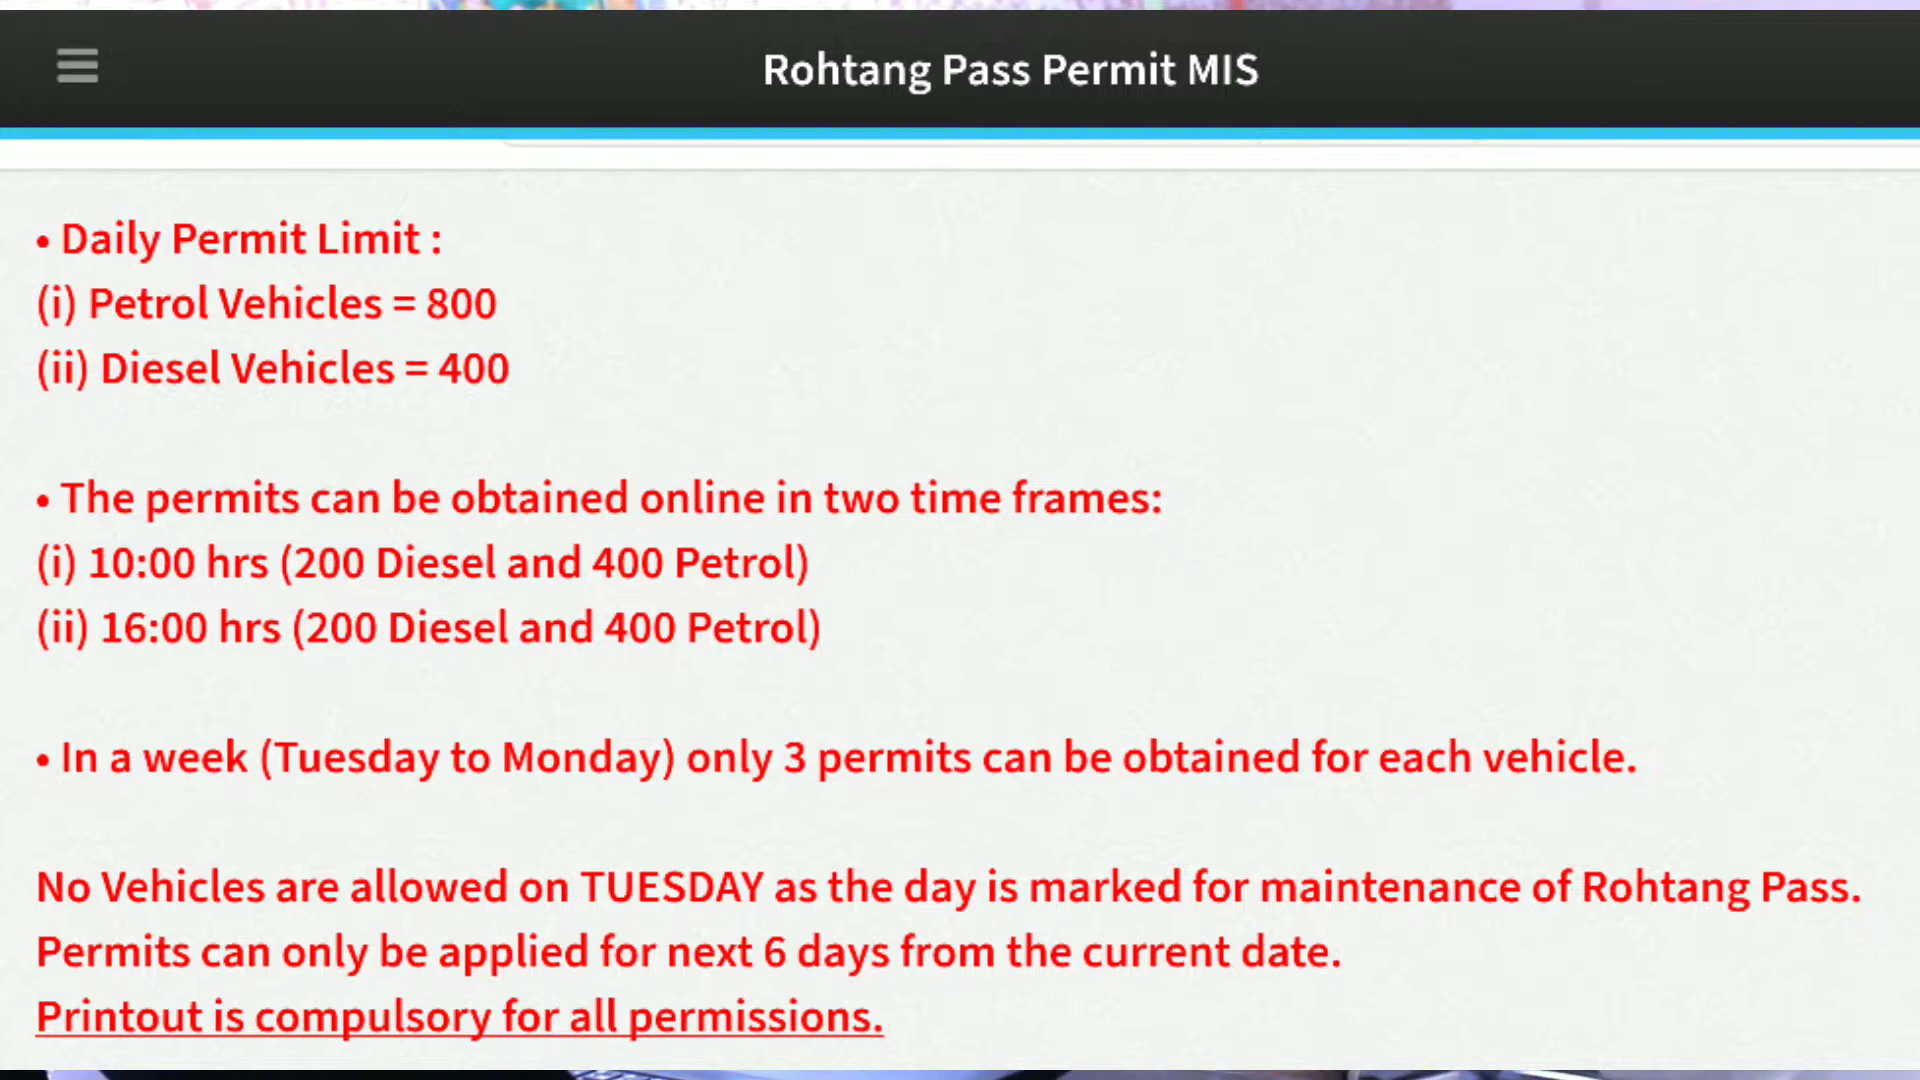 Rohtang Pass Permit MIS
• Daily Permit Limit :
(i) Petrol Vehicles = 800
(ii) Diesel Vehicles = 400
• The permits can be obtained online in two time frames:
(i) 10:00 hrs (200 Diesel and 400 Petrol)
(ii) 16:00 hrs (200 Diesel and 400 Petrol)
• In a week (Tuesday to Monday) only 3 permits can be obtained for each vehicle.
No Vehicles are allowed on TUESDAY as the day is marked for maintenance of Rohtang Pass.
Permits can only be applied for next 6 days from the current date.
Printout is compulsory for all permissions.